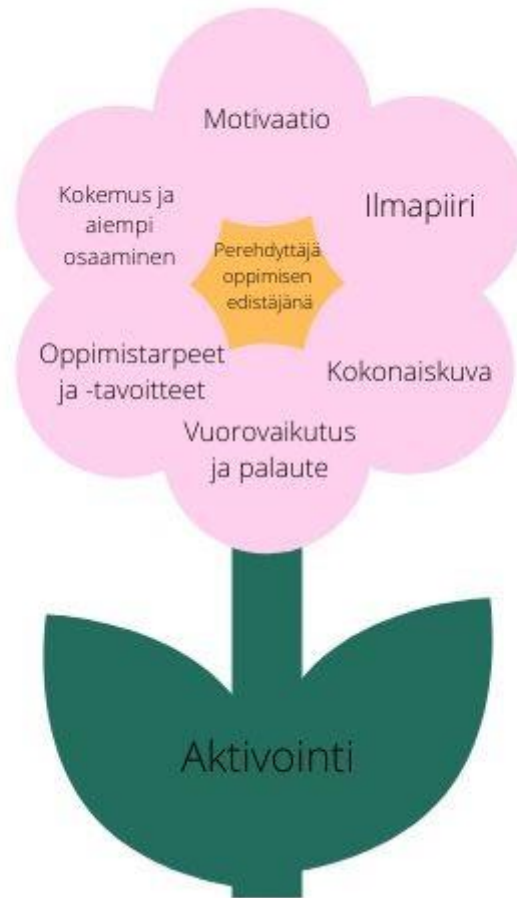 Motivaatio
Ilmapiiri
Kokemus ja
aiempi
osaaminen
Perehdyttäjä
oppimisen
edistäjänä
Oppimistarpeet
ja -tavoitteet
Kokonaiskuva
Vuorovaikutus
ja palaute
Aktivointi